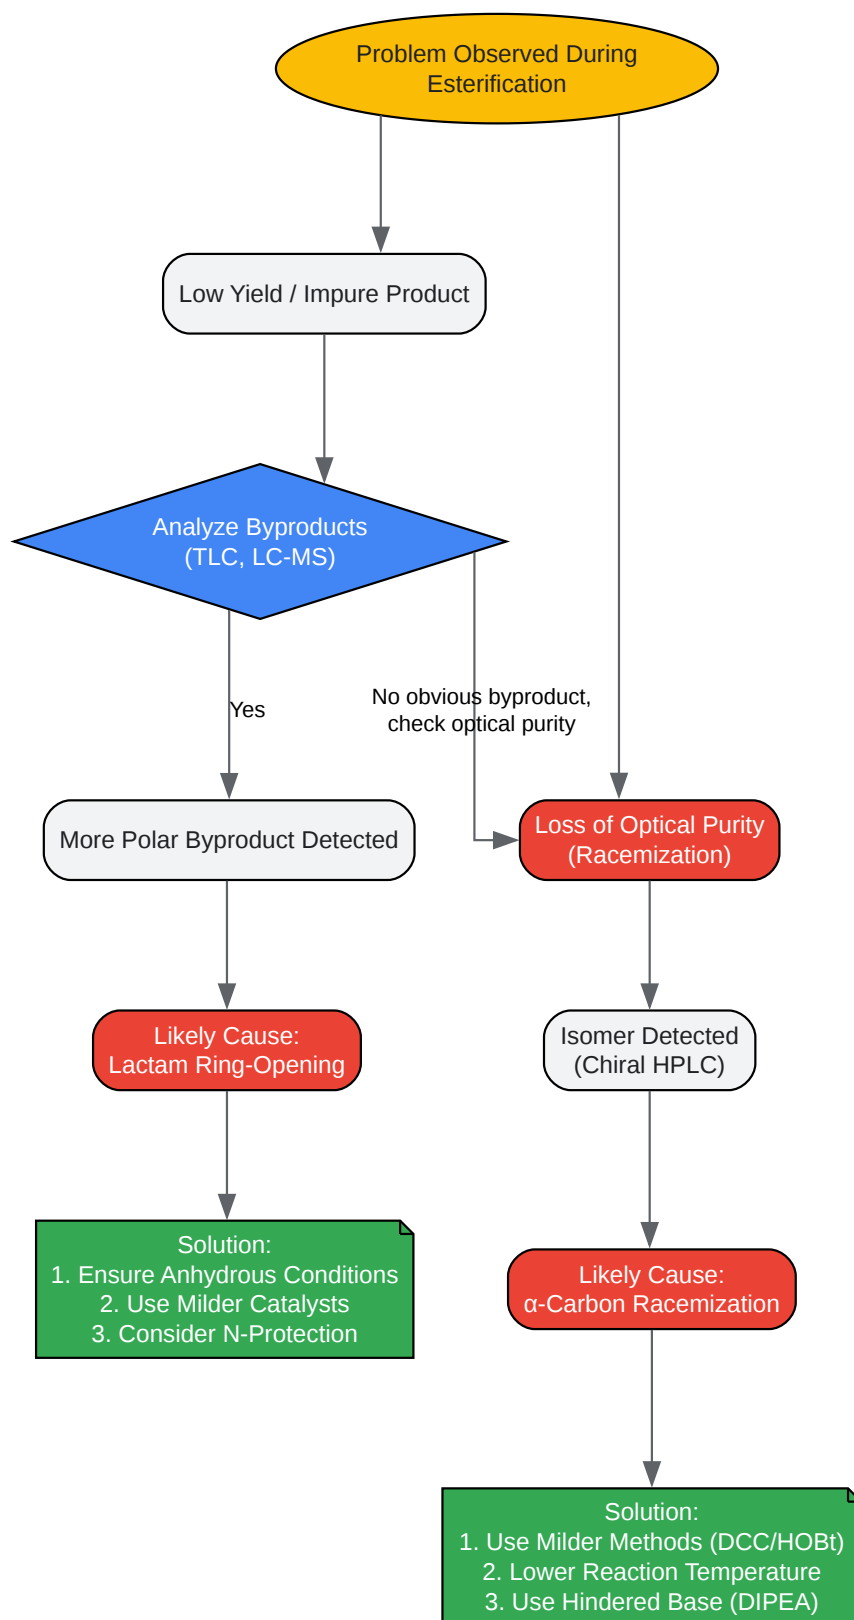 Problem Observed During
Esterification
Low Yield / Impure Product
Analyze Byproducts
(TLC, LC-MS)
Yes
No obvious byproduct,
check optical purity
More Polar Byproduct Detected
Loss of Optical Purity
(Racemization)
Likely Cause:
Lactam Ring-Opening
Isomer Detected
(Chiral HPLC)
Solution:
1. Ensure Anhydrous Conditions
2. Use Milder Catalysts
3. Consider N-Protection
Likely Cause:
α-Carbon Racemization
Solution:
1. Use Milder Methods (DCC/HOBt)
2. Lower Reaction Temperature
3. Use Hindered Base (DIPEA)